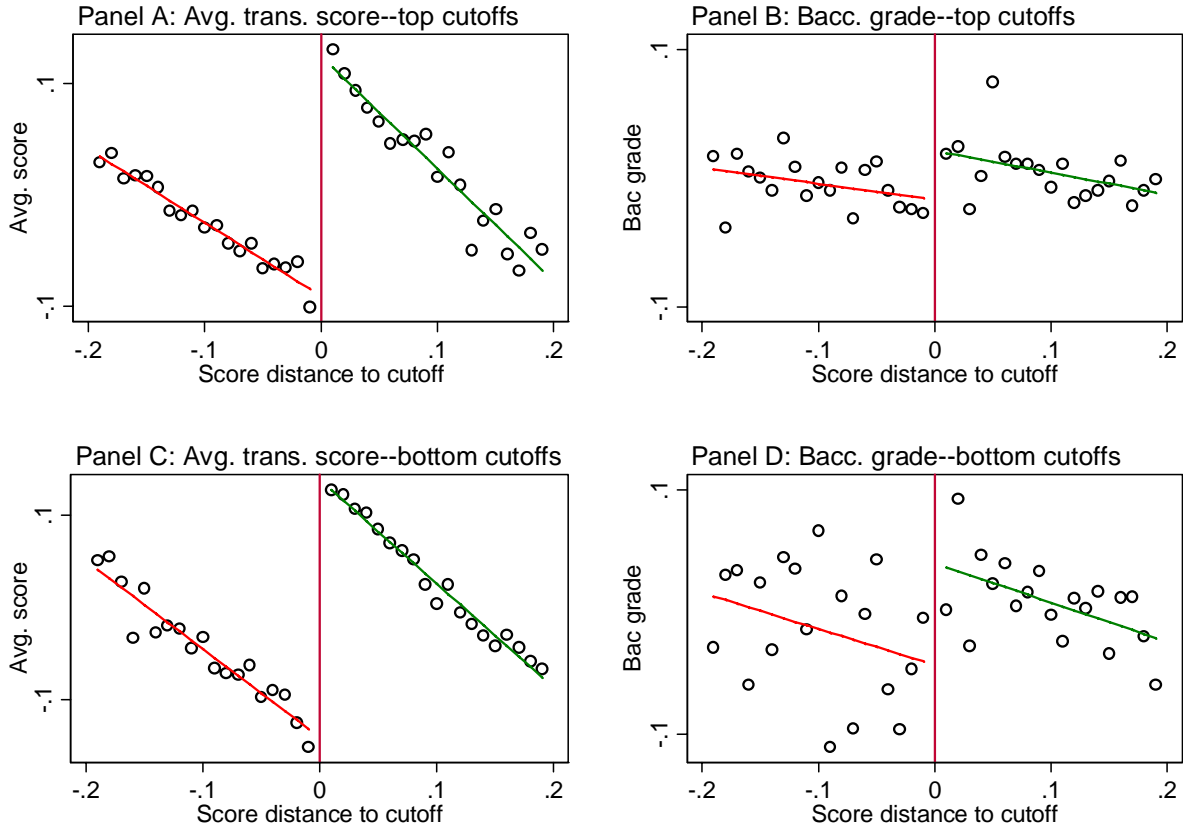 Panel A: Avg. trans. score--top cutoffs
Avg. score
.1
-.1
-.2 -.1 0 .1 .2
Score distance to cutoff
Panel B: Bacc. grade--top cutoffs
Bac grade
.1
-.1
-.2 -.1 0 .1 .2
Score distance to cutoff
Panel C: Avg. trans. score--bottom cutoffs
Avg. score
.1
-.1
-.2 -.1 0 .1 .2
Score distance to cutoff
Panel D: Bacc. grade--bottom cutoffs
Bac grade
.1
-.1
-.2 -.1 0 .1 .2
Score distance to cutoff